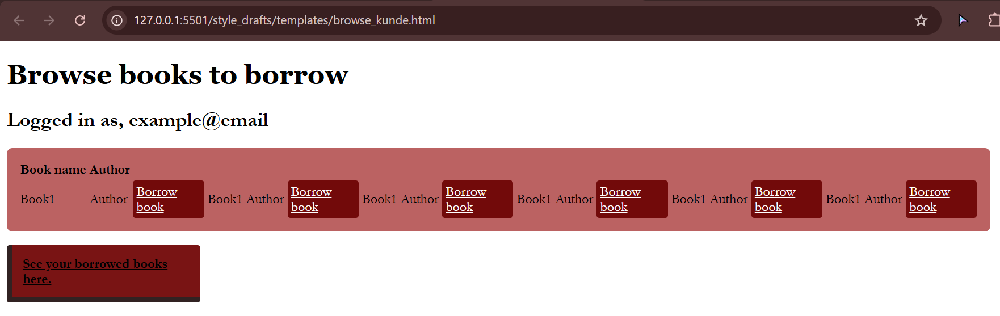 127.0.0.1:5501/style_drafts/templates/browse_kunde.html
Browse books to borrow
Logged in as, example@email
Book name Author
Book1 Author Borrow book Book1 Author Borrow book Book1 Author Borrow book Book1 Author Borrow book Book1 Author Borrow book Book1 Author Borrow book
See your borrowed books
here.